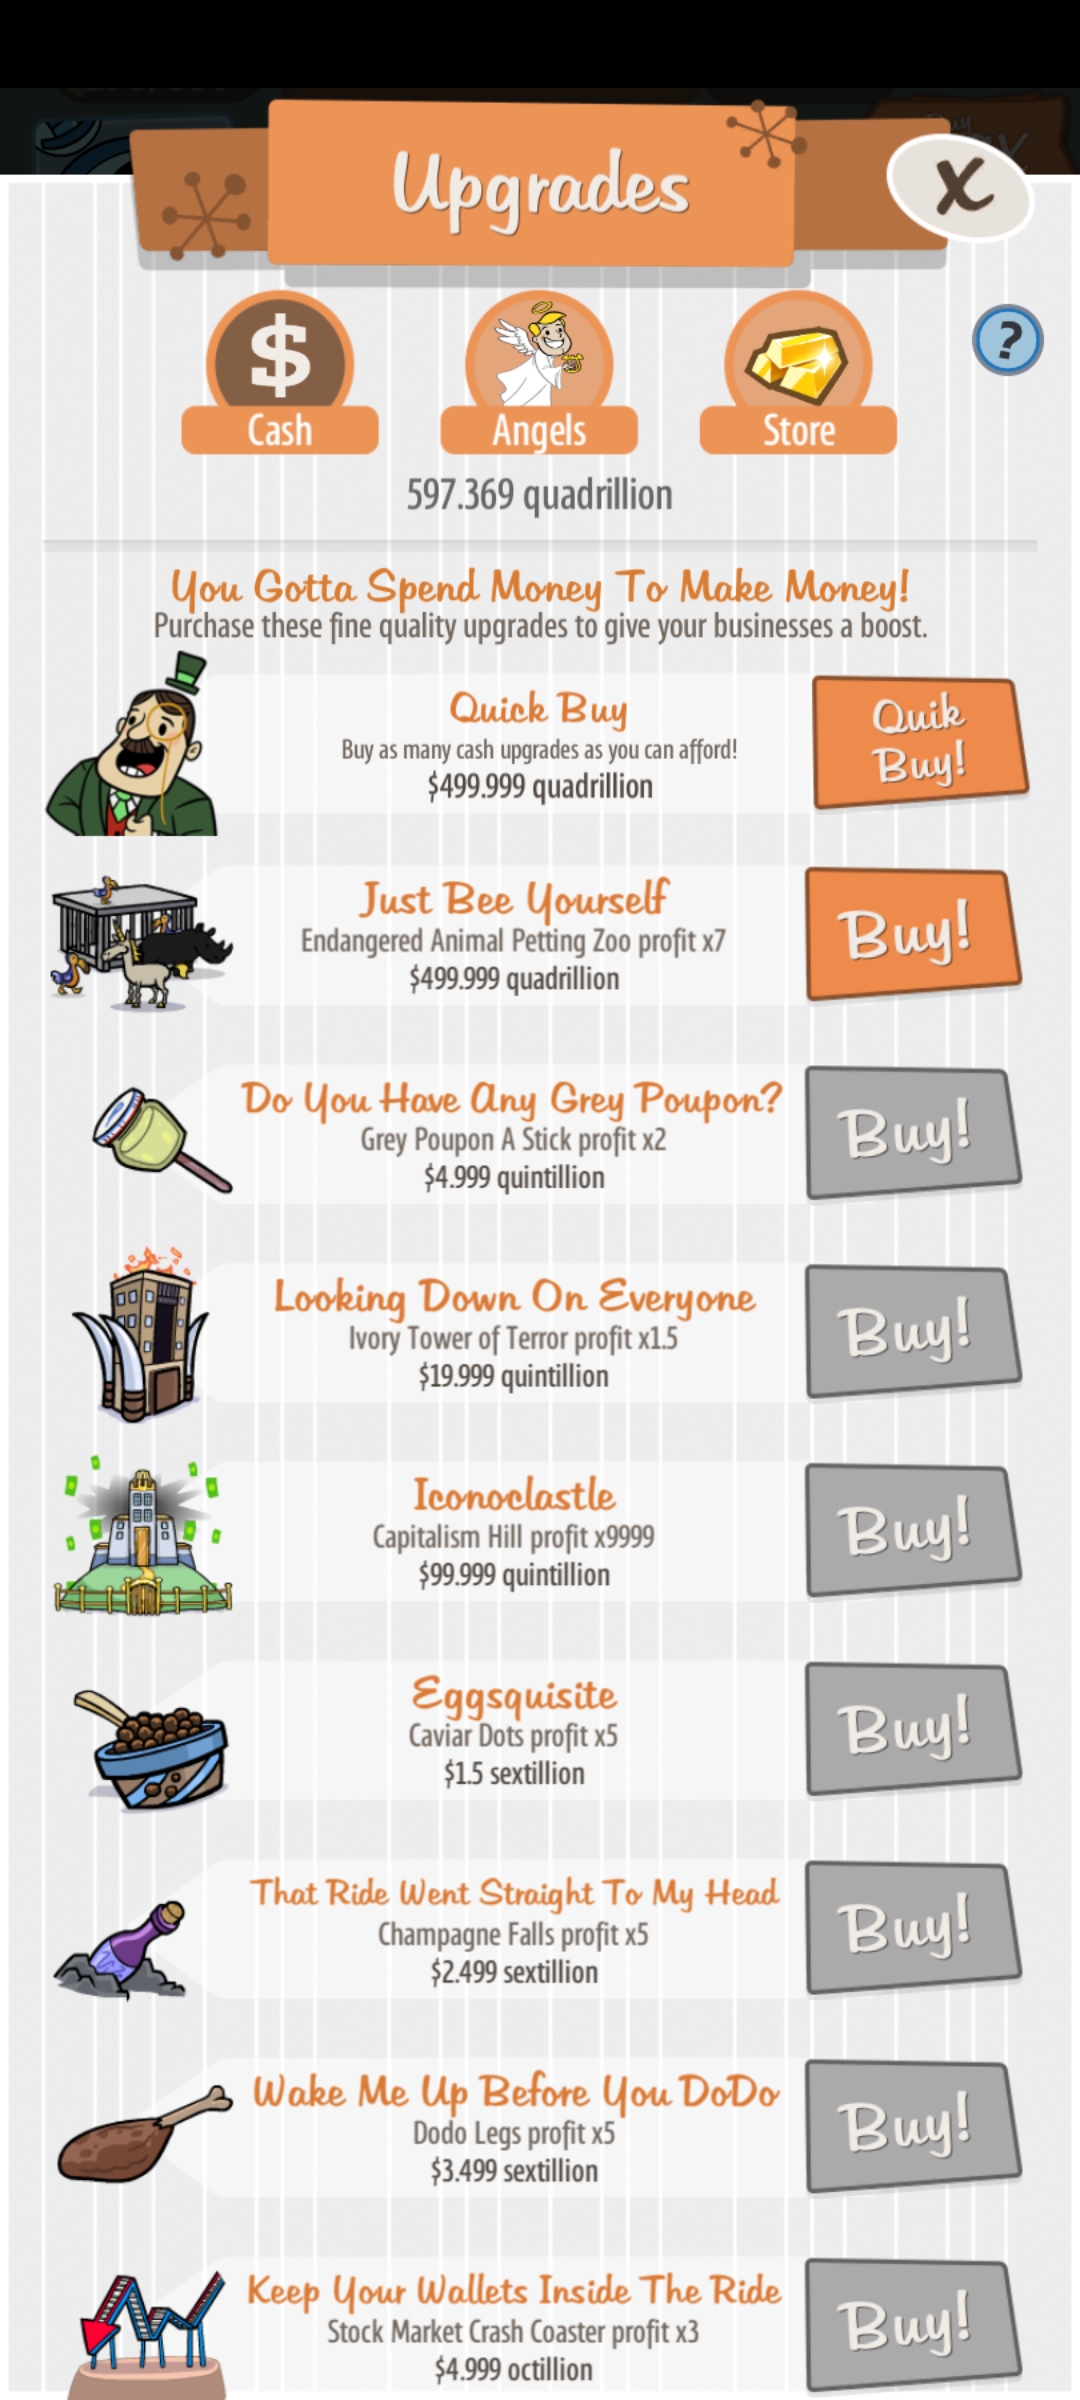 Upgrades
X
$
?
Cash
Angels
Store
597.369 quadrillion
You Gotta Spend Money To Make Money!
Purchase these fine quality upgrades to give your businesses a boost.
Quick Buy
Buy as many cash upgrades as you can afford!
$499.999 quadrillion
Quik
Buy!
Just Bee Yourself
Endangered Animal Petting Zoo profit x7
$499.999 quadrillion
Buy!
Do You Have Any Grey Poupon?
Grey Poupon A Stick profit x2
$4.999 quintillion
Buy!
Looking Down On Everyone
Ivory Tower of Terror profit x1.5
$19.999 quintillion
Buy!
Iconoclastle
Capitalism Hill profit x9999
$99.999 quintillion
Buy!
Eggsquisite
Caviar Dots profit x5
$1.5 sextillion
Buy!
That Ride Went Straight To My Head
Champagne Falls profit x5
$2.499 sextillion
Buy!
Wake Me Up Before You DoDo
Dodo Legs profit x5
$3.499 sextillion
Buy!
Keep Your Wallets Inside The Ride
Stock Market Crash Coaster profit x3
$4.999 octillion
Buy!